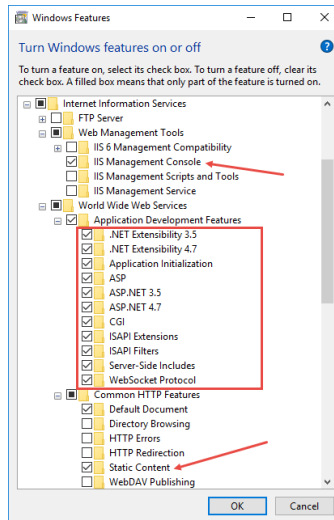 Windows Features
Turn Windows features on or off
To turn a feature on, select its check box. To turn a feature off, clear its
check box. A filled box means that only part of the feature is turned on.
Internet Information Services
FTP Server
Web Management Tools
IIS 6 Management Compatibility
IIS Management Console
IIS Management Scripts and Tools
IIS Management Service
World Wide Web Services
Application Development Features
.NET Extensibility 3.5
.NET Extensibility 4.7
Application Initialization
ASP
ASP.NET 3.5
ASP.NET 4.7
CGI
ISAPI Extensions
ISAPI Filters
Server-Side Includes
WebSocket Protocol
Common HTTP Features
Default Document
Directory Browsing
HTTP Errors
HTTP Redirection
Static Content
WebDAV Publishing
OK Cancel